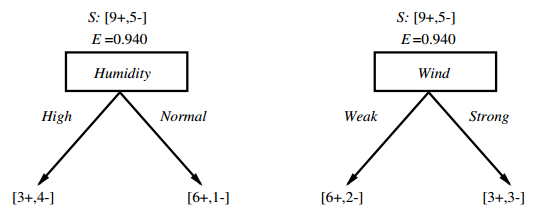 S: [9+,5-]
E =0.940
Humidity
High
Normal
[3+,4-]
[6+,1-]
S: [9+,5-]
E =0.940
Wind
Weak
Strong
[6+,2-]
[3+,3-]